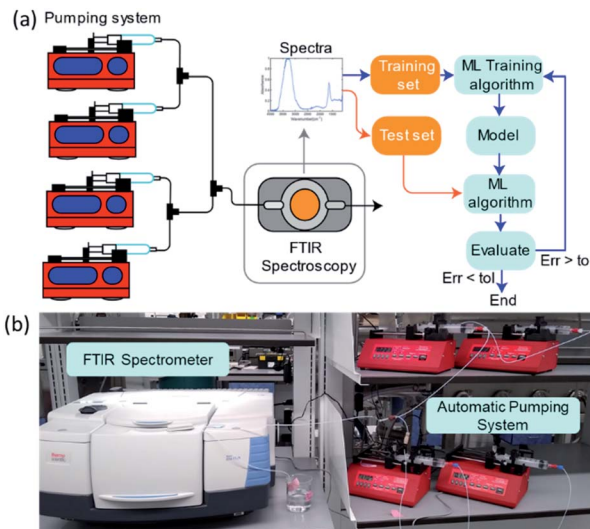 (a)
Pumping system
Spectra
Training
set
ML Training
algorithm
Test set
Model
ML
algorithm
FTIR
Spectroscopy
Evaluate
Err < tol
Err > to
End
(b)
FTIR Spectrometer
Automatic Pumping
System